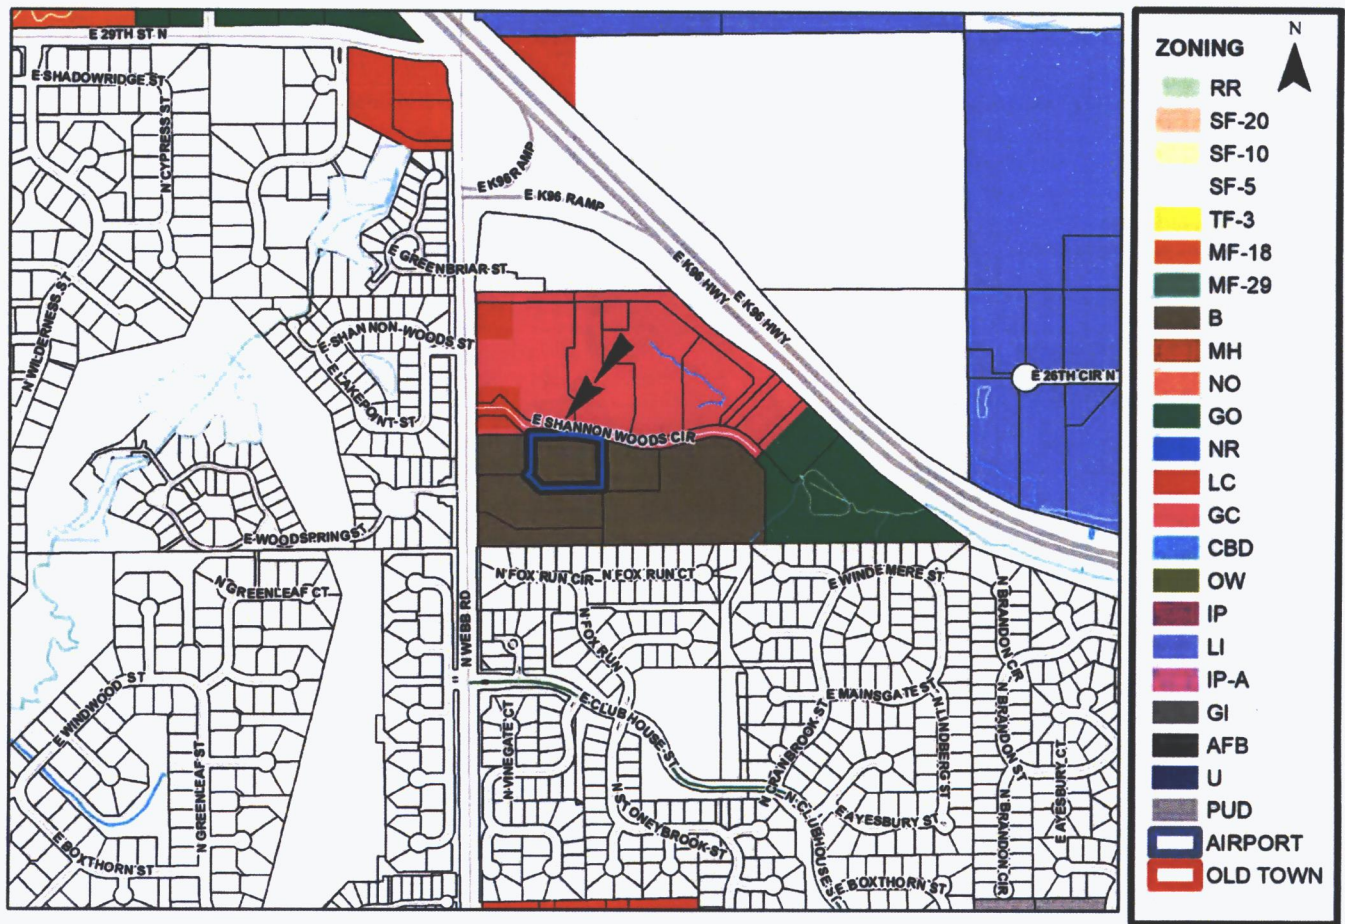 E 29TH ST N
E SHADOWRIDGE ST
N CYPRESS ST
E K96 RAMP
E K96 RAMP
E GREENBRIAR ST
E K96 HWY
E K96 HWY
N WILDERNESS ST
E SHANNON WOODS ST
E LAKEPOINT ST
E 26TH CIR N
E SHANNON WOODS CIR
E WOODSPRING ST
N GREENLEAF CT
N FOX RUN CIR
N FOX RUN CT
E WINDEMERE ST
N BRANDON CIR
N WEBB RD
N FOX RUN
E WINDWOOD ST
E CLUB HOUSE ST
E MAINSGATE ST
N LINDBERG ST
N BRANDON ST
N VINEGATE CT
N CRANBROOK ST
N GREENLEAF ST
E AYESBURY CT
N STONEYBROOK ST
N CLUBHOUSE ST
E AYESBURY ST
N BRANDON CIR
E BOXTHORN ST
E BOXTHORN ST
ZONING
N
RR
SF-20
SF-10
SF-5
TF-3
MF-18
MF-29
B
MH
NO
GO
NR
LC
GC
CBD
OW
IP
LI
IP-A
GI
AFB
U
PUD
AIRPORT
OLD TOWN